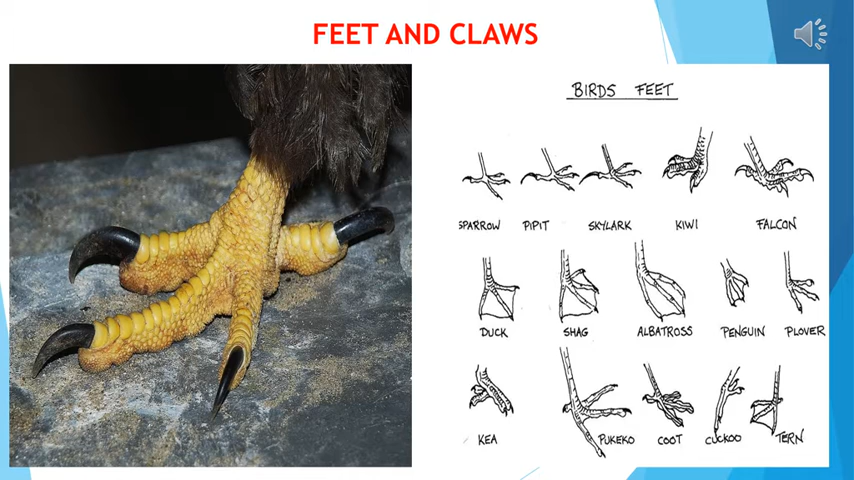 FEET AND CLAWS
BIRDS FEET
SPARROW PIPIT SKYLARK KIWI FALCON
DUCK SHAG ALBATROSS PENGUIN PLOVER
KEA PUKEKO COOT CUCKOO TERN